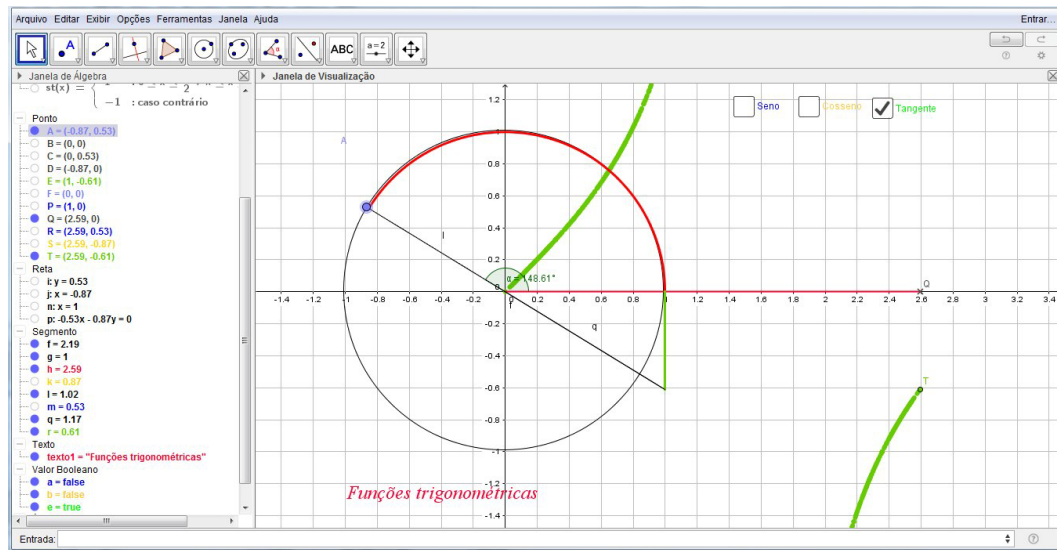 Arquivo Editar Exibir Opções Ferramentas Janela Ajuda Entrar...
A ABC a=2
Janela de Álgebra
Janela de Visualização
st(x) =
−1 : caso contrário
Ponto
A = (-0.87, 0.53)
B = (0, 0)
C = (0, 0.53)
D = (-0.87, 0)
E = (1, -0.61)
F = (0, 0)
P = (1, 0)
Q = (2.59, 0)
R = (2.59, 0.53)
S = (2.59, -0.87)
T = (2.59, -0.61)
Reta
i: y = 0.53
j: x = -0.87
n: x = 1
p: -0.53x - 0.87y = 0
Segmento
f = 2.19
g = 1
h = 2.59
k = 0.87
l = 1.02
m = 0.53
q = 1.17
r = 0.61
Texto
texto1 = "Funções trigonométricas"
Valor Booleano
a = false
b = false
e = true
Seno
Cosseno
Tangente
A
l
α = 148.61°
f
q
Q
T
1.2
0.8
0.6
0.4
0.2
0
-0.2
-0.4
-0.6
-0.8
-1
-1.2
-1.4
-1.4 -1.2 -1 -0.8 -0.6 -0.4 -0.2 0.2 0.4 0.6 0.8 1 1.2 1.4 1.6 1.8 2 2.2 2.4 2.6 2.8 3 3.2 3.4
Funções trigonométricas
Entrada: